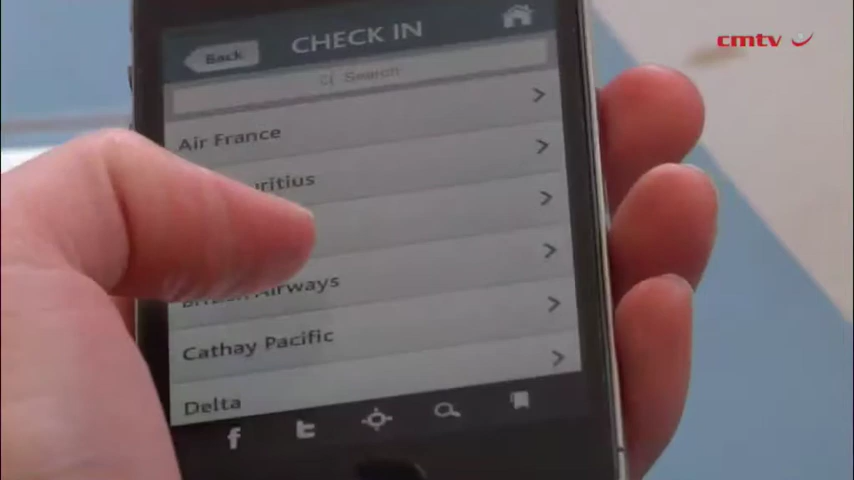 cmtv
Back
CHECK IN
Search
Air France
ritius
British Airways
Cathay Pacific
Delta